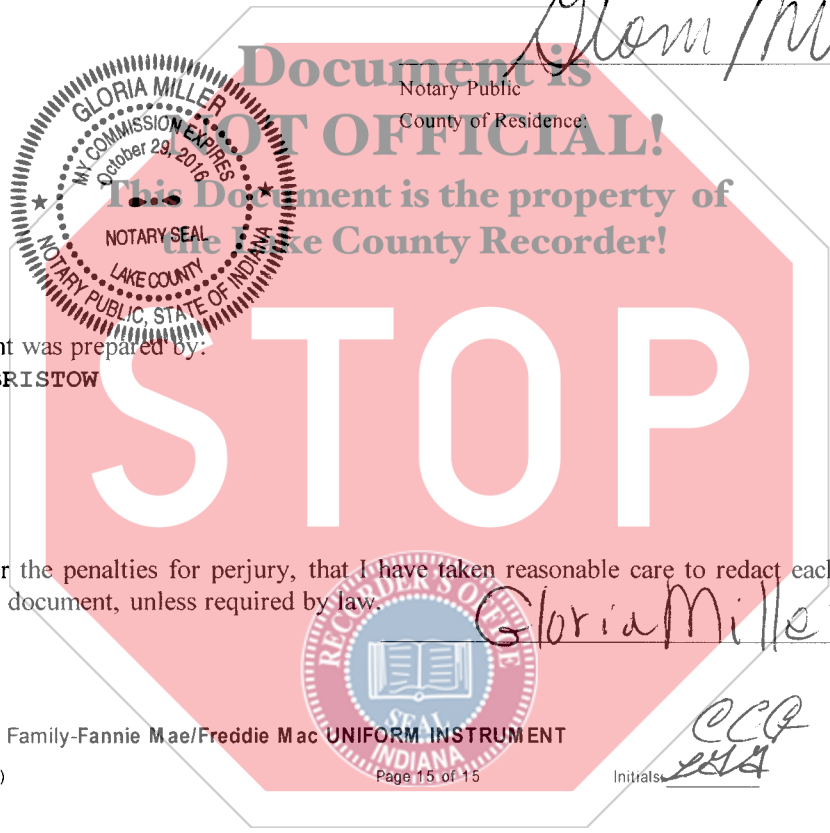 Document is
Notary Public
NOT OFFICIAL!
County of Residence:
This Document is the property of
the Lake County Recorder!
GLORIA MILLER
MY COMMISSION EXPIRES
October 29, 2016
NOTARY SEAL
LAKE COUNTY
NOTARY PUBLIC, STATE OF INDIANA
STOP
was prepared by:
BRISTOW
the penalties for perjury, that I have taken reasonable care to redact each
document, unless required by law.
Gloria Mille
RECORDER'S OFFICE
SEAL
INDIANA
Family-Fannie Mae/Freddie Mac UNIFORM INSTRUMENT
Page 15 of 15
Initials: